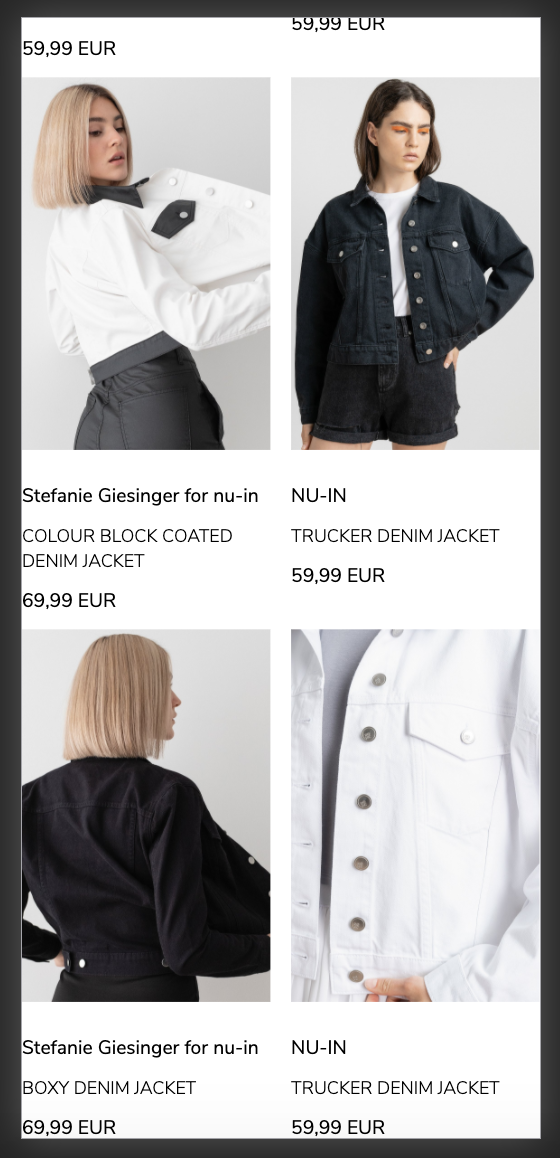 59,99 EUR
59,99 EUR
Stefanie Giesinger for nu-in
COLOUR BLOCK COATED
DENIM JACKET
69,99 EUR
NU-IN
TRUCKER DENIM JACKET
59,99 EUR
Stefanie Giesinger for nu-in
BOXY DENIM JACKET
69,99 EUR
NU-IN
TRUCKER DENIM JACKET
59,99 EUR